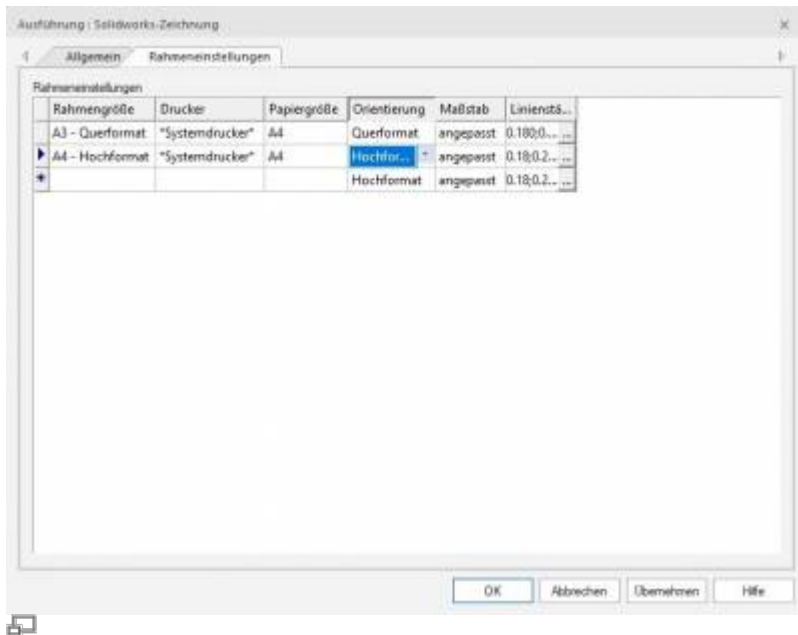 Ausführung : Solidworks-Zeichnung
Allgemein Rahmeneinstellungen
Rahmeneinstellungen
Rahmengröße Drucker Papiergröße Orientierung Maßstab Linienstä...
A3 - Querformat *Systemdrucker* A4 Querformat angepasst 0.180;0... ...
A4 - Hochformat *Systemdrucker* A4 Hochfor... angepasst 0.18;0.2... ...
Hochformat angepasst 0.18;0.2... ...
OK Abbrechen Übernehmen Hilfe